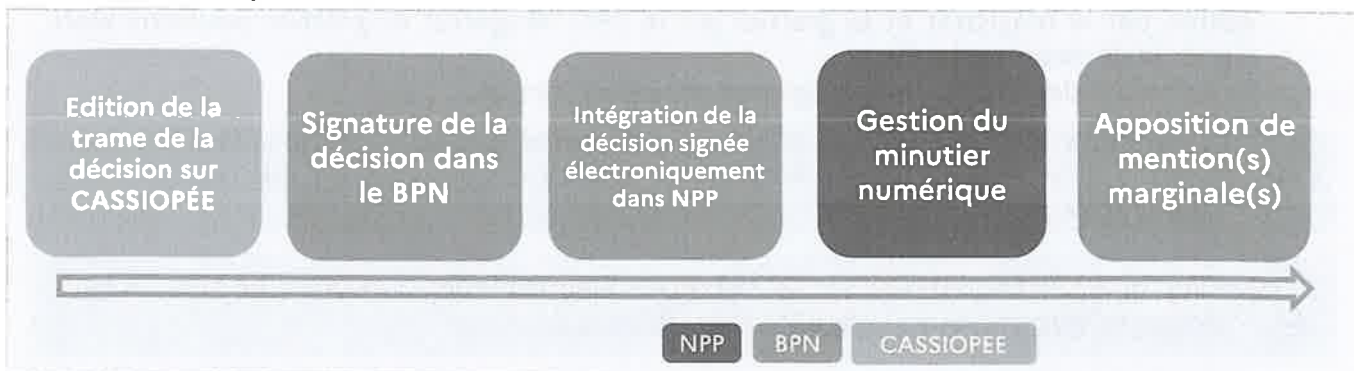 Edition de la
trame de la
décision sur
CASSIOPÉE
Signature de la
décision dans
le BPN
Intégration de la
décision signée
électroniquement
dans NPP
Gestion du
minutier
numérique
Apposition de
mention(s)
marginale(s)
NPP
BPN
CASSIOPEE